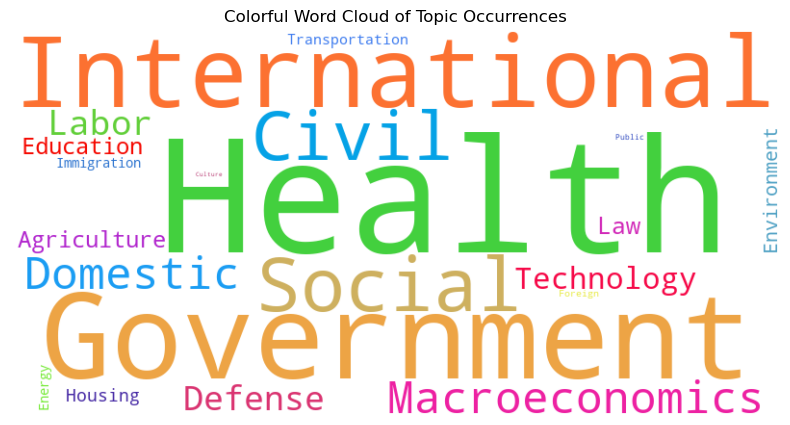 Colorful Word Cloud of Topic Occurrences
Transportation
International
Labor
Civil
Education
Public
Immigration
Health
Culture
Environment
Law
Agriculture
Domestic
Social
Technology
Foreign
Government
Energy
Housing
Defense
Macroeconomics